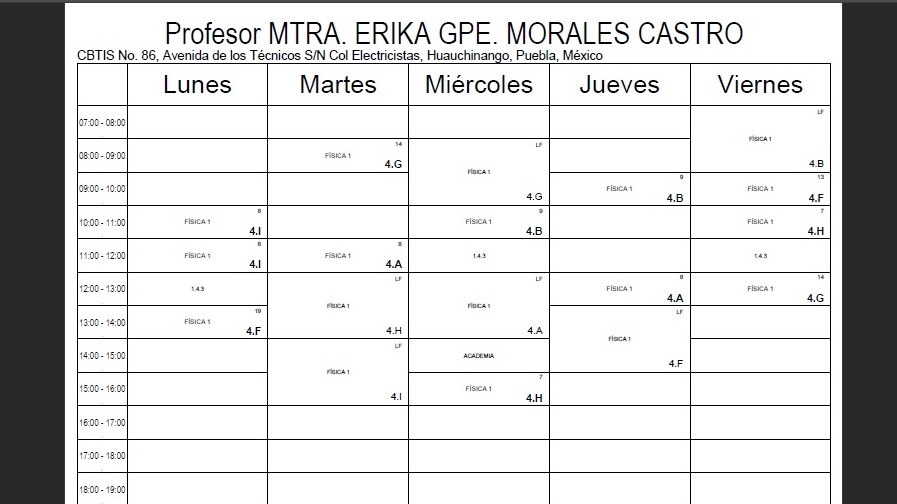 Profesor MTRA. ERIKA GPE. MORALES CASTRO
CBTIS No. 86, Avenida de los Técnicos S/N Col Electricistas, Huauchinango, Puebla, México
Lunes Martes Miércoles Jueves Viernes
07:00 - 08:00
LF
FÍSICA 1
4.B
08:00 - 09:00
14
FÍSICA 1
4.G
LF
FÍSICA 1
4.G
09:00 - 10:00
9
FÍSICA 1
4.B
13
FÍSICA 1
4.F
10:00 - 11:00
8
FÍSICA 1
4.I
9
FÍSICA 1
4.B
7
FÍSICA 1
4.H
11:00 - 12:00
8
FÍSICA 1
4.I
8
FÍSICA 1
4.A
1.4.3
1.4.3
12:00 - 13:00
1.4.3
LF
FÍSICA 1
4.H
LF
FÍSICA 1
4.A
8
FÍSICA 1
4.A
14
FÍSICA 1
4.G
13:00 - 14:00
19
FÍSICA 1
4.F
LF
FÍSICA 1
4.F
14:00 - 15:00
LF
FÍSICA 1
4.I
ACADEMIA
15:00 - 16:00
7
FÍSICA 1
4.H
16:00 - 17:00
17:00 - 18:00
18:00 - 19:00